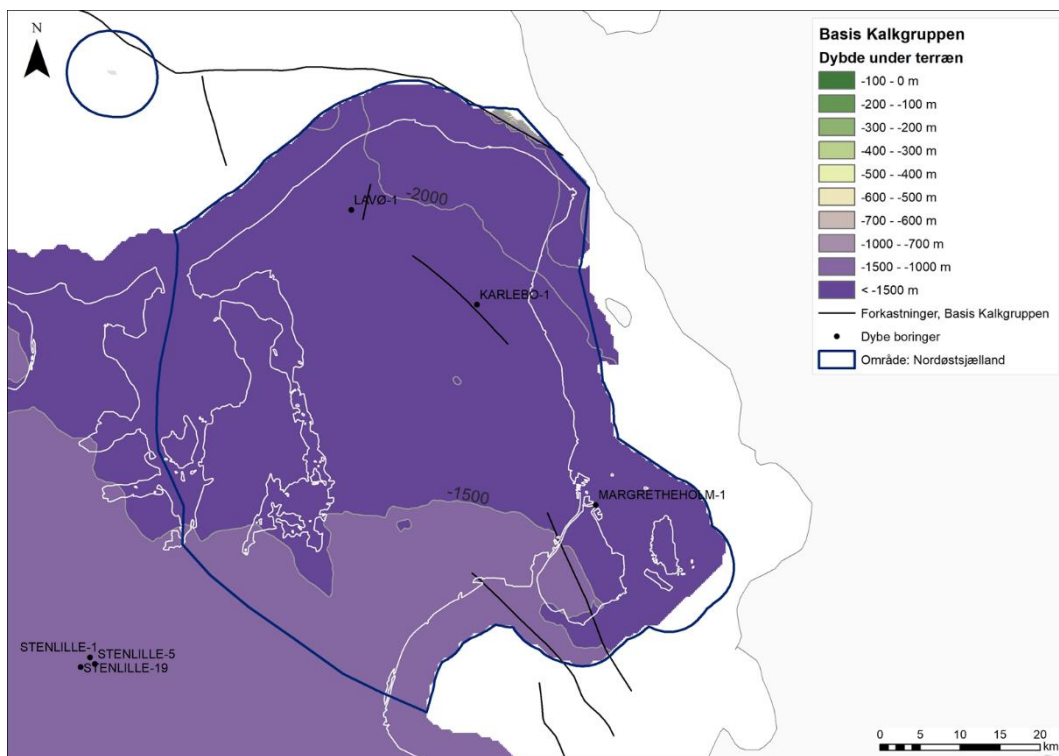 N
Basis Kalkgruppen
Dybde under terræn
-100 - 0 m
-200 - -100 m
-300 - -200 m
-400 - -300 m
-500 - -400 m
-600 - -500 m
-700 - -600 m
-1000 - -700 m
-1500 - -1000 m
< -1500 m
Forkastninger, Basis Kalkgruppen
Dybe boringer
Område: Nordøstsjælland
-2000
LAVØ-1
KARLEBO-1
-1500
MARGRETHEHOLM-1
STENLILLE-1
STENLILLE-5
STENLILLE-19
0 5 10 15 20
km